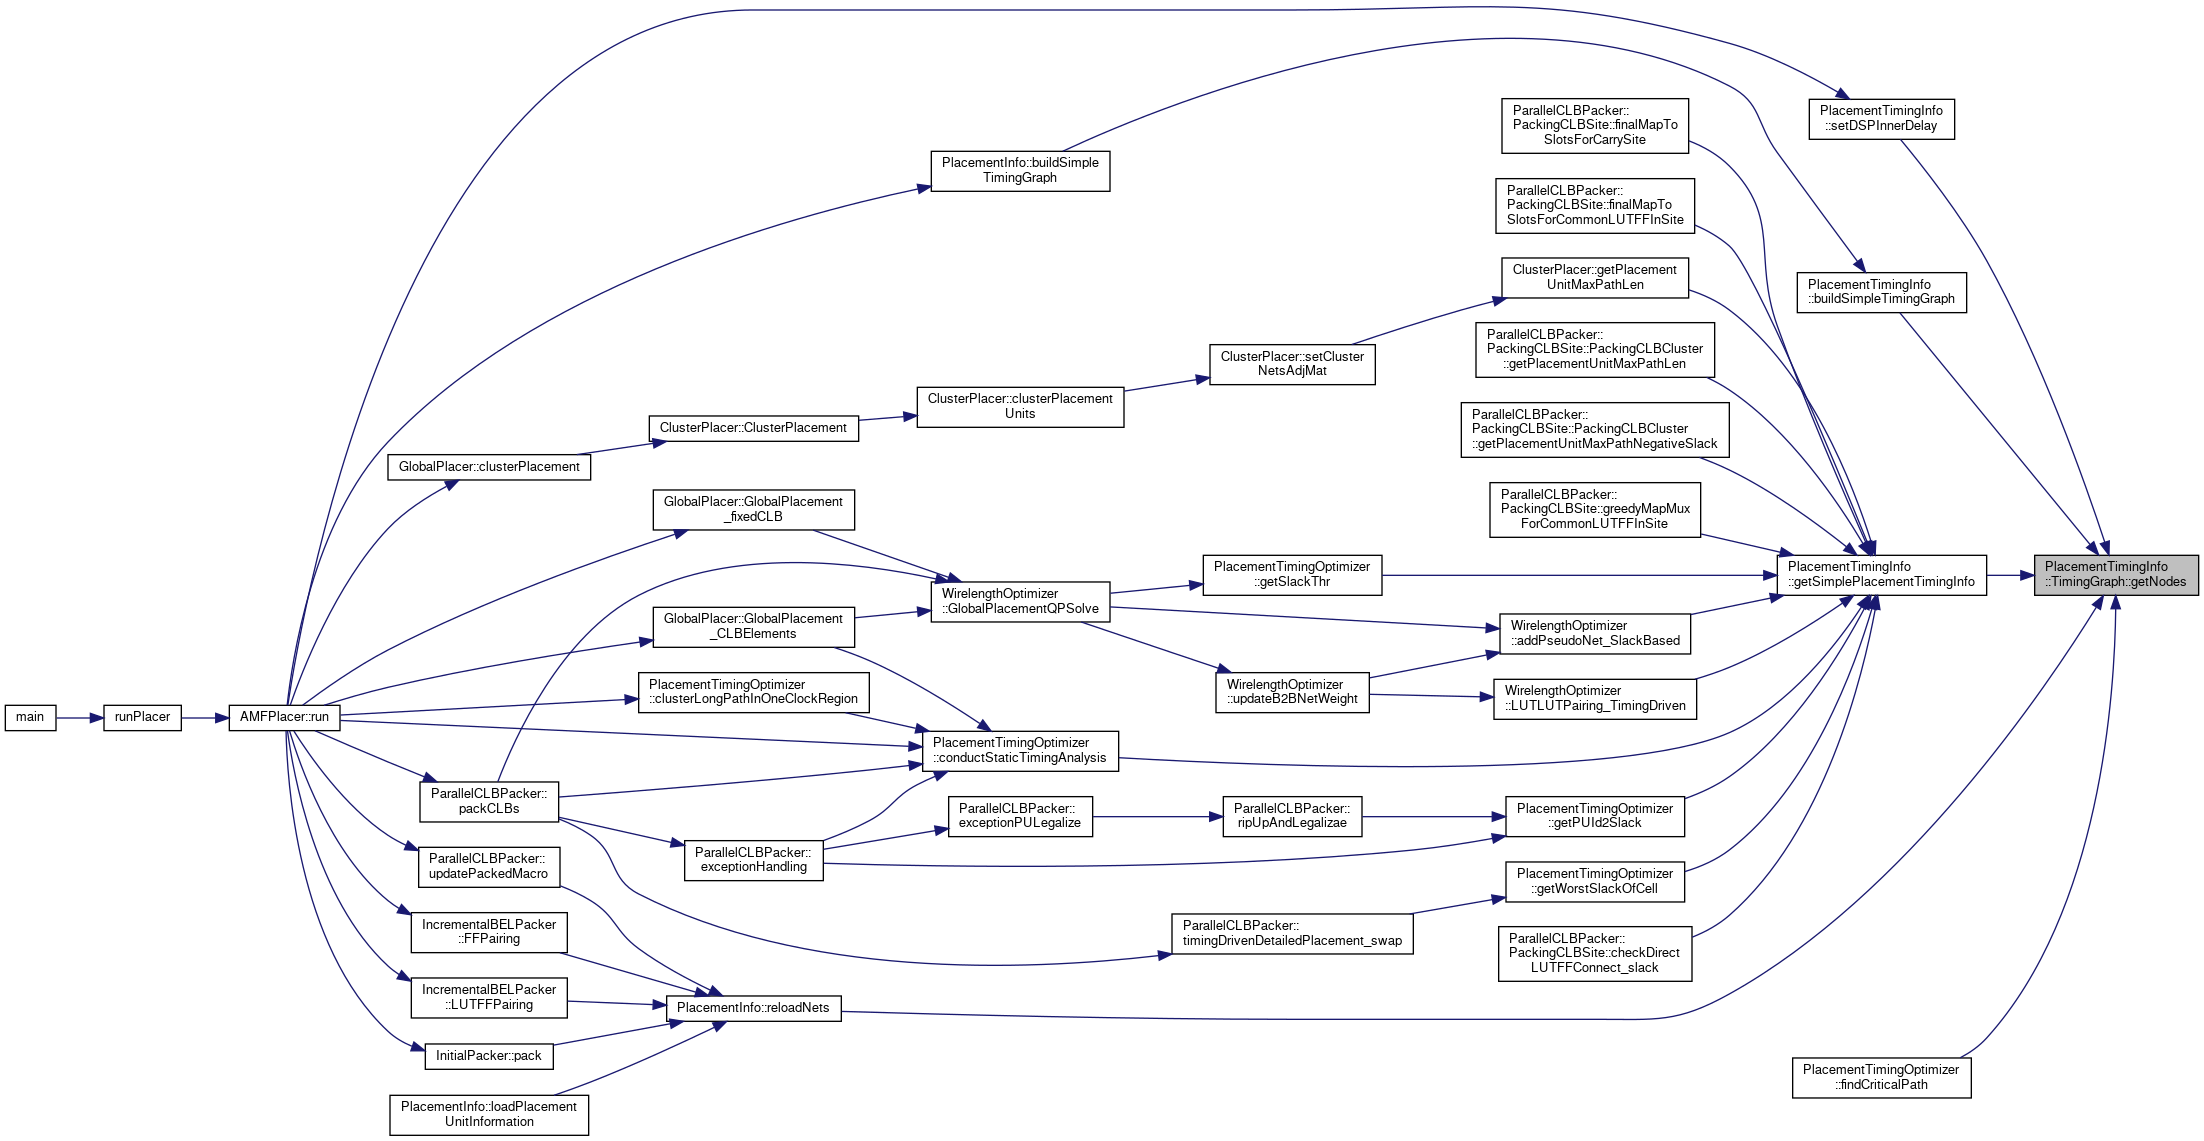 main
runPlacer
AMFPlacer::run
PlacementInfo::buildSimple
TimingGraph
GlobalPlacer::clusterPlacement
ClusterPlacer::ClusterPlacement
ClusterPlacer::clusterPlacement
Units
ClusterPlacer::setCluster
NetsAdjMat
GlobalPlacer::GlobalPlacement
_fixedCLB
GlobalPlacer::GlobalPlacement
_CLBElements
PlacementTimingOptimizer
::clusterLongPathInOneClockRegion
ParallelCLBPacker::
packCLBs
ParallelCLBPacker::
updatePackedMacro
IncrementalBELPacker
::FFPairing
IncrementalBELPacker
::LUTFFPairing
InitialPacker::pack
PlacementInfo::loadPlacement
UnitInformation
WirelengthOptimizer
::GlobalPlacementQPSolve
PlacementTimingOptimizer
::conductStaticTimingAnalysis
ParallelCLBPacker::
exceptionPULegalize
ParallelCLBPacker::
exceptionHandling
PlacementInfo::reloadNets
PlacementTimingOptimizer
::getSlackThr
WirelengthOptimizer
::updateB2BNetWeight
ParallelCLBPacker::
ripUpAndLegalizae
ParallelCLBPacker::
timingDrivenDetailedPlacement_swap
ParallelCLBPacker::
PackingCLBSite::finalMapTo
SlotsForCarrySite
ParallelCLBPacker::
PackingCLBSite::finalMapTo
SlotsForCommonLUTFFInSite
ClusterPlacer::getPlacement
UnitMaxPathLen
ParallelCLBPacker::
PackingCLBSite::PackingCLBCluster
::getPlacementUnitMaxPathLen
ParallelCLBPacker::
PackingCLBSite::PackingCLBCluster
::getPlacementUnitMaxPathNegativeSlack
ParallelCLBPacker::
PackingCLBSite::greedyMapMux
ForCommonLUTFFInSite
WirelengthOptimizer
::addPseudoNet_SlackBased
WirelengthOptimizer
::LUTLUTPairing_TimingDriven
PlacementTimingOptimizer
::getPUId2Slack
PlacementTimingOptimizer
::getWorstSlackOfCell
ParallelCLBPacker::
PackingCLBSite::checkDirect
LUTFFConnect_slack
PlacementTimingInfo
::setDSPInnerDelay
PlacementTimingInfo
::buildSimpleTimingGraph
PlacementTimingInfo
::getSimplePlacementTimingInfo
PlacementTimingOptimizer
::findCriticalPath
PlacementTimingInfo
::TimingGraph::getNodes